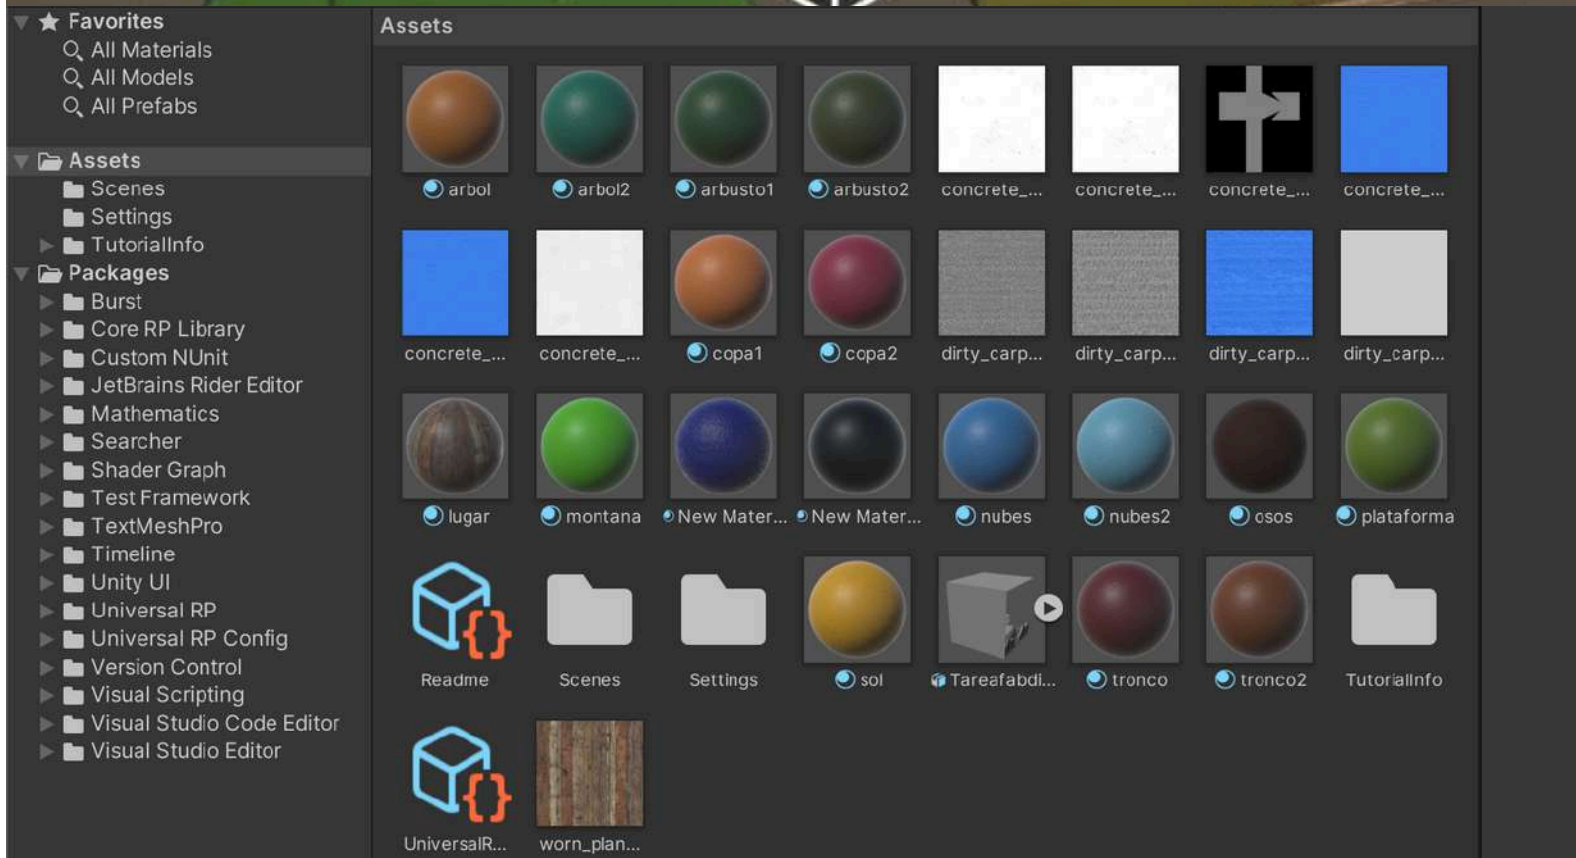 Favorites
All Materials
All Models
All Prefabs
Assets
Scenes
Settings
TutorialInfo
Packages
Burst
Core RP Library
Custom NUnit
JetBrains Rider Editor
Mathematics
Searcher
Shader Graph
Test Framework
TextMeshPro
Timeline
Unity UI
Universal RP
Universal RP Config
Version Control
Visual Scripting
Visual Studio Code Editor
Visual Studio Editor
Assets
arbol arbol2 arbusto1 arbusto2 concrete_... concrete_... concrete_... concrete_...
concrete_... concrete_... copa1 copa2 dirty_carp... dirty_carp... dirty_carp... dirty_carp...
lugar montana New Mater... New Mater... nubes nubes2 osos plataforma
Readme Scenes Settings sol Tareafabdi... tronco tronco2 TutorialInfo
UniversalR... worn_plan...